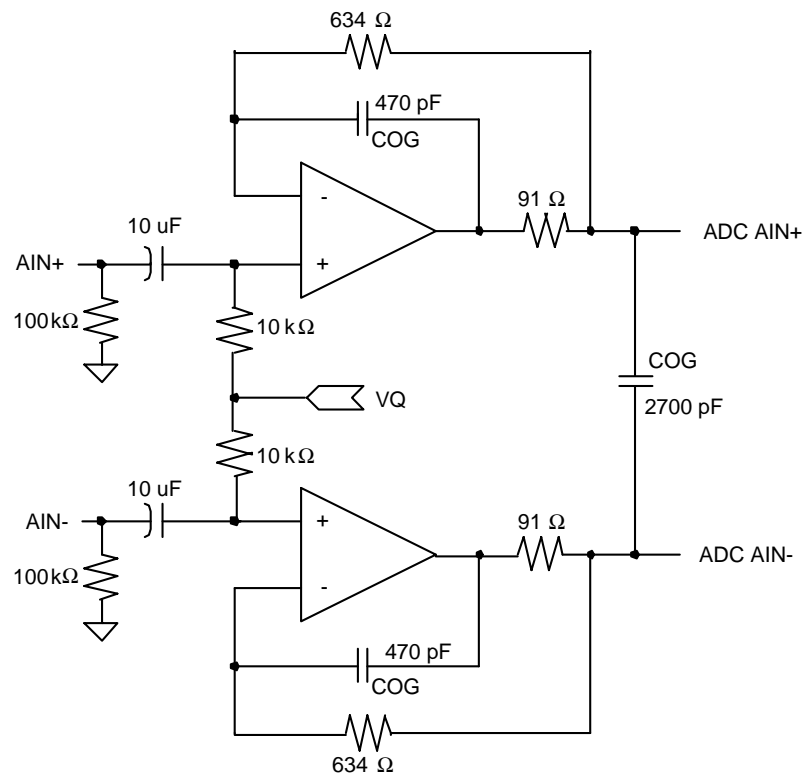 634 Ω
470 pF
COG
-
91 Ω
10 uF
ADC AIN+
AIN+
+
100kΩ
10 kΩ
COG
VQ
2700 pF
10 kΩ
10 uF
91 Ω
AIN-
+
ADC AIN-
100kΩ
-
470 pF
COG
634 Ω